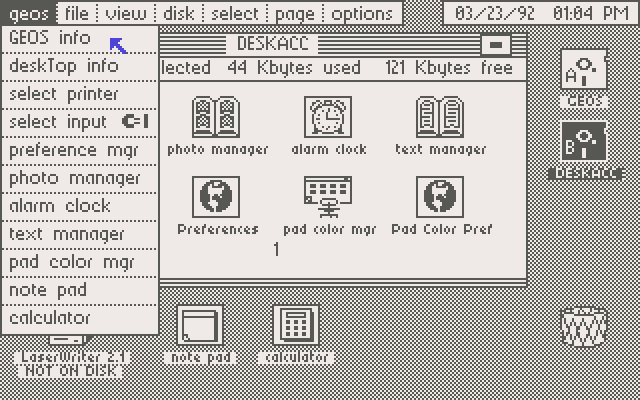 geos file view disk select page options 03/23/92 01:04 PM
GEOS info
deskTop info
select printer
select input C-I
preference mgr
photo manager
alarm clock
text manager
pad color mgr
note pad
calculator
DESKACC
lected 44 Kbytes used 121 Kbytes free
photo manager alarm clock text manager
Preferences pad color mgr Pad Color Pref
1
A
GEOS
B
DESKACC
LaserWriter 2.1 note pad calculator
NOT ON DISK